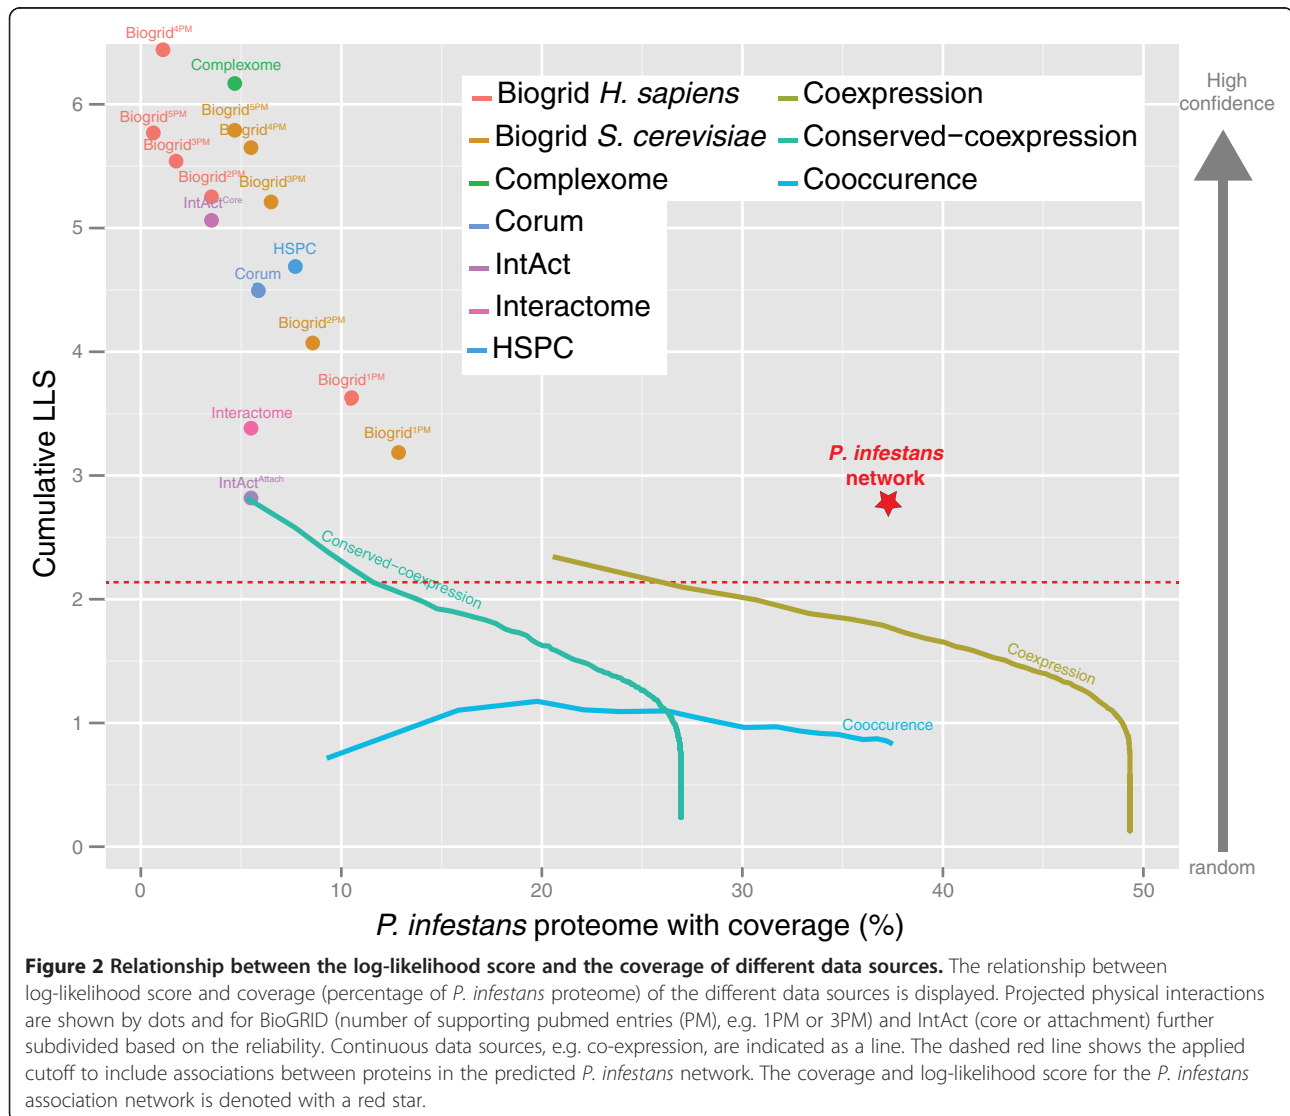 Biogrid4PM
Complexome
Biogrid5PM
Biogrid5PM
Biogrid4PM
Biogrid3PM
Biogrid2PM
Biogrid3PM
IntActCore
HSPC
Corum
Biogrid2PM
Biogrid1PM
Interactome
Biogrid1PM
IntActAttach
Conserved−coexpression
Coexpression
Cooccurence
P. infestans
network
Biogrid H. sapiens
Biogrid S. cerevisiae
Complexome
Corum
IntAct
Interactome
HSPC
Coexpression
Conserved−coexpression
Cooccurence
High
confidence
random
Cumulative LLS
6
5
4
3
2
1
0
0 10 20 30 40 50
P. infestans proteome with coverage (%)
Figure 2 Relationship between the log-likelihood score and the coverage of different data sources. The relationship between
log-likelihood score and coverage (percentage of P. infestans proteome) of the different data sources is displayed. Projected physical interactions
are shown by dots and for BioGRID (number of supporting pubmed entries (PM), e.g. 1PM or 3PM) and IntAct (core or attachment) further
subdivided based on the reliability. Continuous data sources, e.g. co-expression, are indicated as a line. The dashed red line shows the applied
cutoff to include associations between proteins in the predicted P. infestans network. The coverage and log-likelihood score for the P. infestans
association network is denoted with a red star.